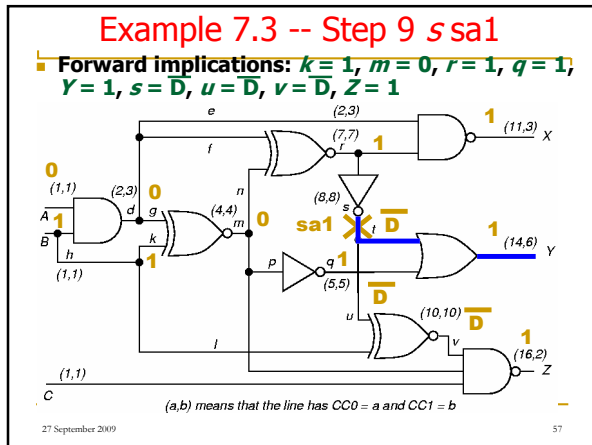 Example 7.3 -- Step 9 s sa1
Forward implications: k = 1, m = 0, r = 1, q = 1,
Y = 1, s = D̅, u = D̅, v = D̅, Z = 1
e
(2,3)
1
(11,3)
X
f
(7,7)
r
1
0
(1,1)
(2,3)
0
n
A
d
g
(4,4)
m
0
(8,8)
s
sa1
t
D̅
1
(14,6)
Y
B
1
k
1
h
(1,1)
p
q
1
(5,5)
D̅
u
(10,10)
D̅
v
1
(16,2)
Z
l
(1,1)
C
(a,b) means that the line has CC0 = a and CC1 = b
27 September 2009
57